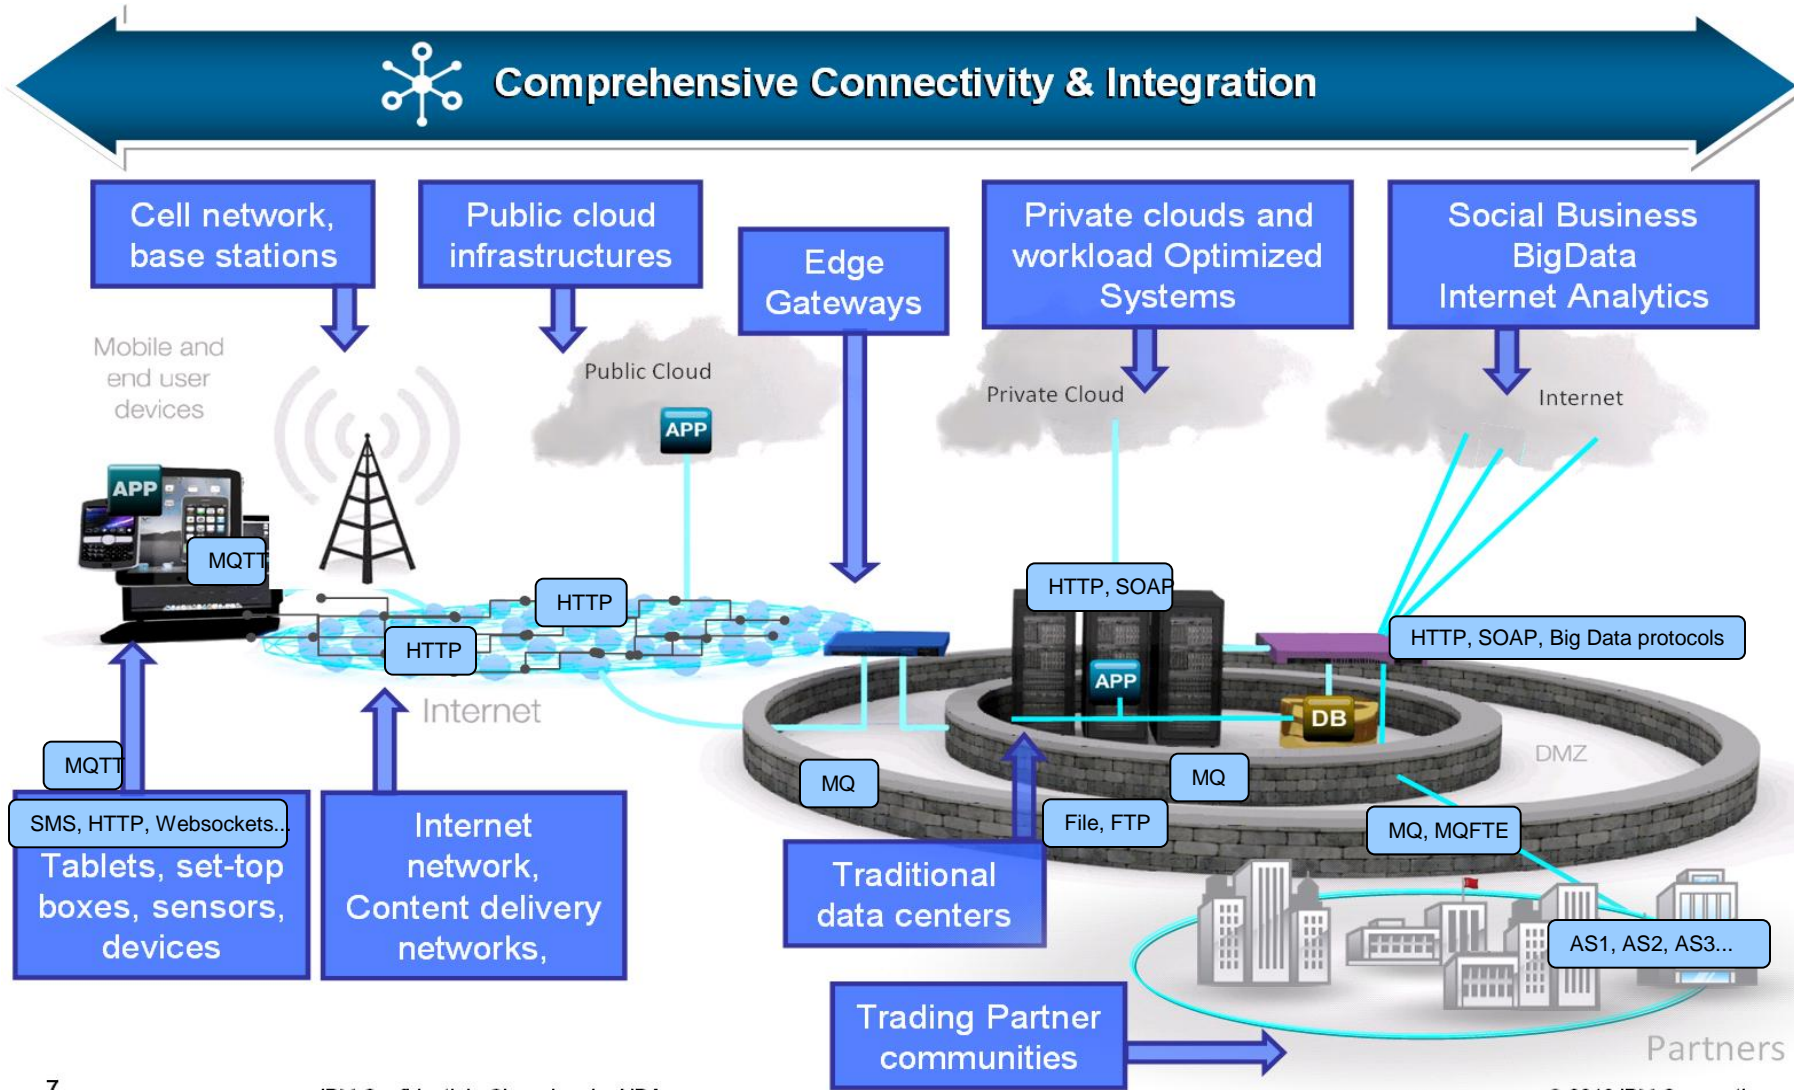 Comprehensive Connectivity & Integration
Cell network,
base stations
Public cloud
infrastructures
Edge
Gateways
Private clouds and
workload Optimized
Systems
Social Business
BigData
Internet Analytics
Mobile and
end user
devices
Public Cloud
Private Cloud
Internet
APP
APP
MQTT
HTTP
HTTP
HTTP, SOAP
HTTP, SOAP, Big Data protocols
APP
DB
Internet
DMZ
MQTT
MQ
MQ
SMS, HTTP, Websockets...
File, FTP
MQ, MQFTE
Tablets, set-top
boxes, sensors,
devices
Internet
network,
Content delivery
networks,
Traditional
data centers
AS1, AS2, AS3...
Trading Partner
communities
Partners
7